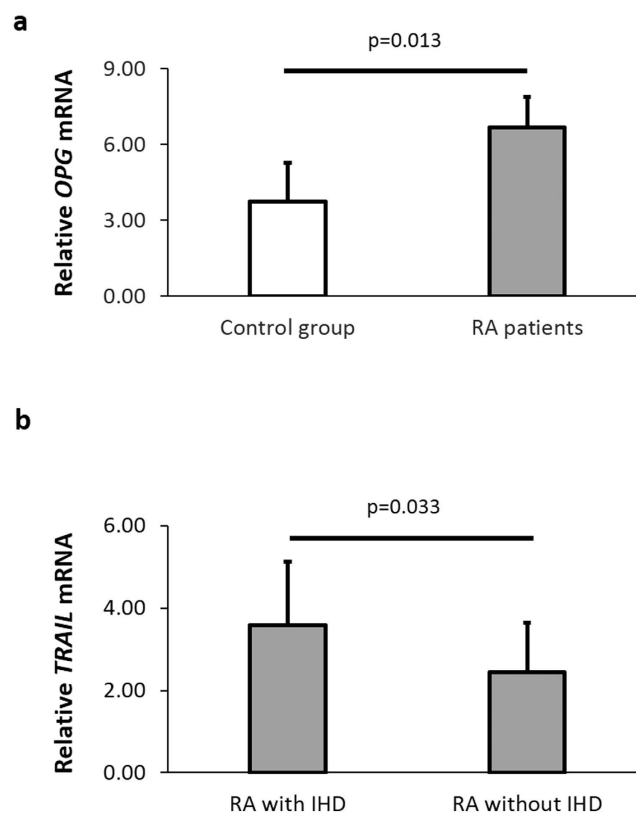 a
p=0.013
Relative OPG mRNA
9.00
6.00
3.00
0.00
Control group
RA patients
b
p=0.033
Relative TRAIL mRNA
6.00
4.00
2.00
0.00
RA with IHD
RA without IHD